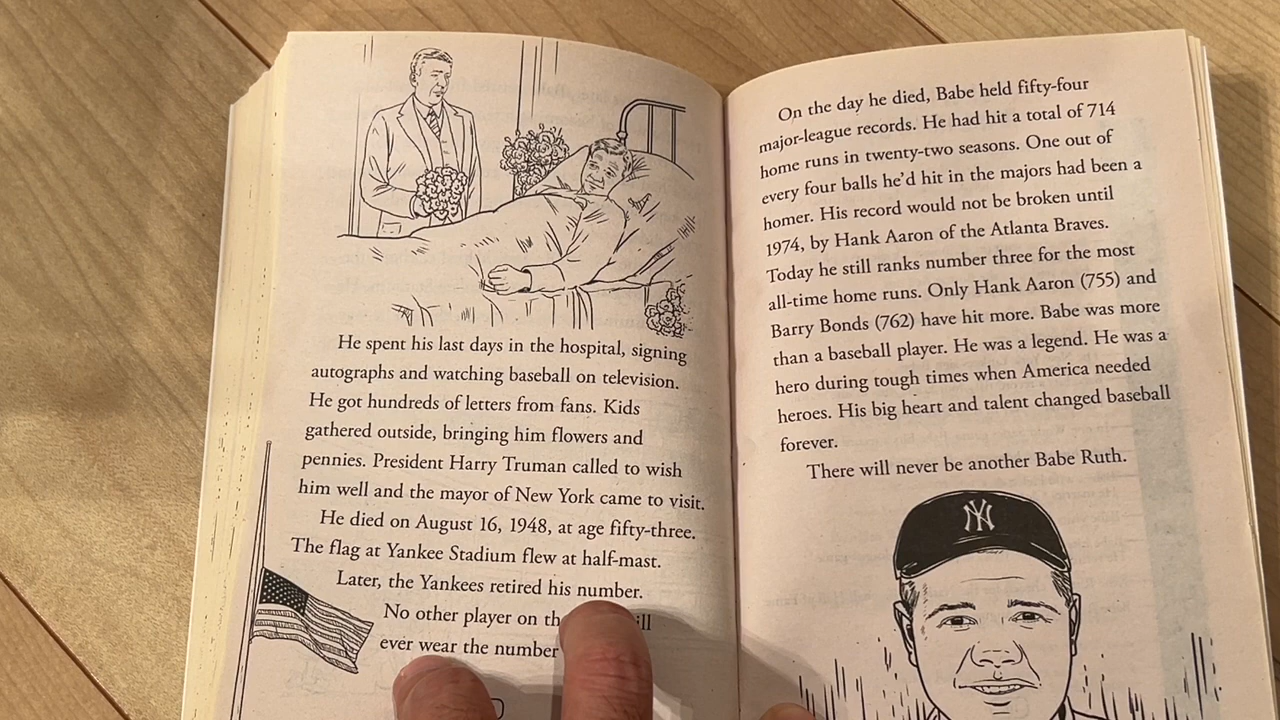 He spent his last days in the hospital, signing
autographs and watching baseball on television.
He got hundreds of letters from fans. Kids
gathered outside, bringing him flowers and
pennies. President Harry Truman called to wish
him well and the mayor of New York came to visit.
He died on August 16, 1948, at age fifty-three.
The flag at Yankee Stadium flew at half-mast.
Later, the Yankees retired his number.
No other player on
ever wear the number
On the day he died, Babe held fifty-four
major-league records. He had hit a total of 714
home runs in twenty-two seasons. One out of
every four balls he'd hit in the majors had been a
homer. His record would not be broken until
1974, by Hank Aaron of the Atlanta Braves.
Today he still ranks number three for the most
all-time home runs. Only Hank Aaron (755) and
Barry Bonds (762) have hit more. Babe was more
than a baseball player. He was a legend. He was a
hero during tough times when America needed
heroes. His big heart and talent changed baseball
forever.
There will never be another Babe Ruth.
NY